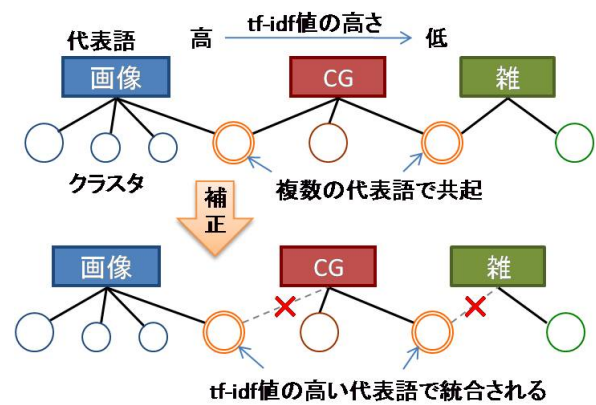 tf-idf値の高さ
代表語 高 低
画像 CG 雑
クラスタ 複数の代表語で共起
補
正
画像 CG 雑
tf-idf値の高い代表語で統合される